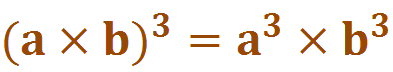 (a × b)³ = a³ × b³